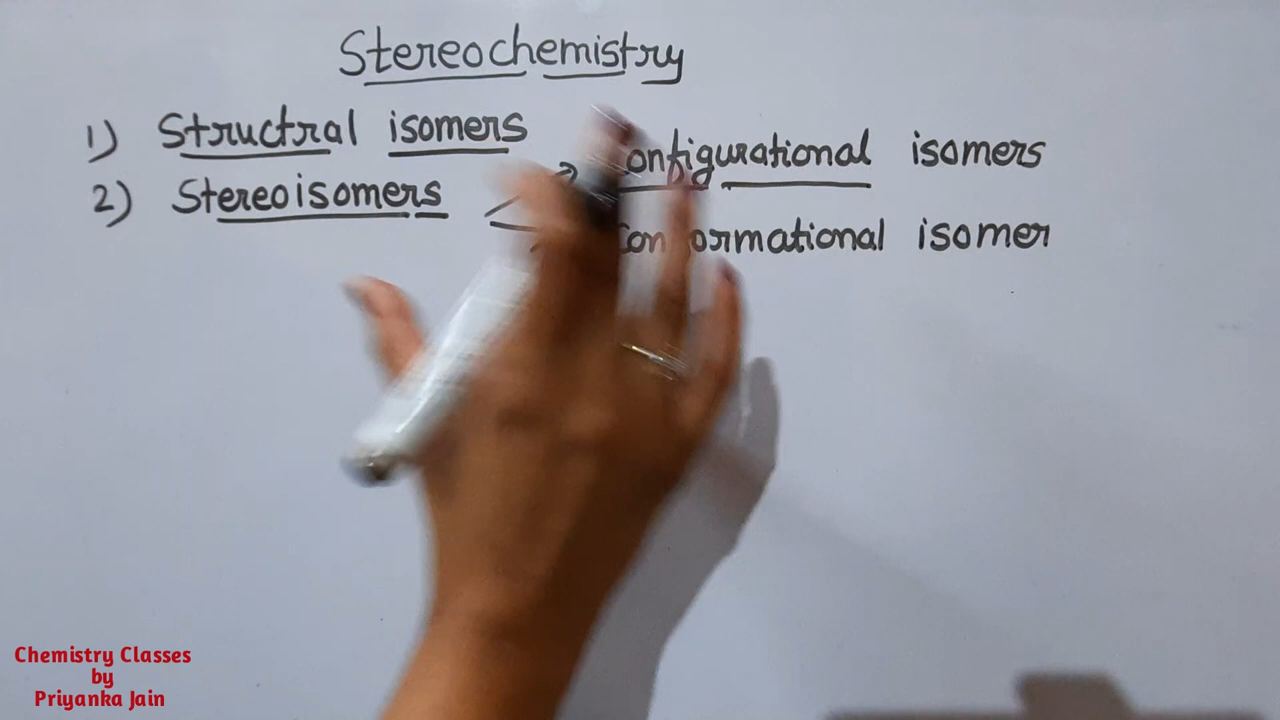 Stereochemistry
1) Structral isomers
2) Stereoisomers
Configurational isomers
Conformational isomer
Chemistry Classes
by
Priyanka Jain